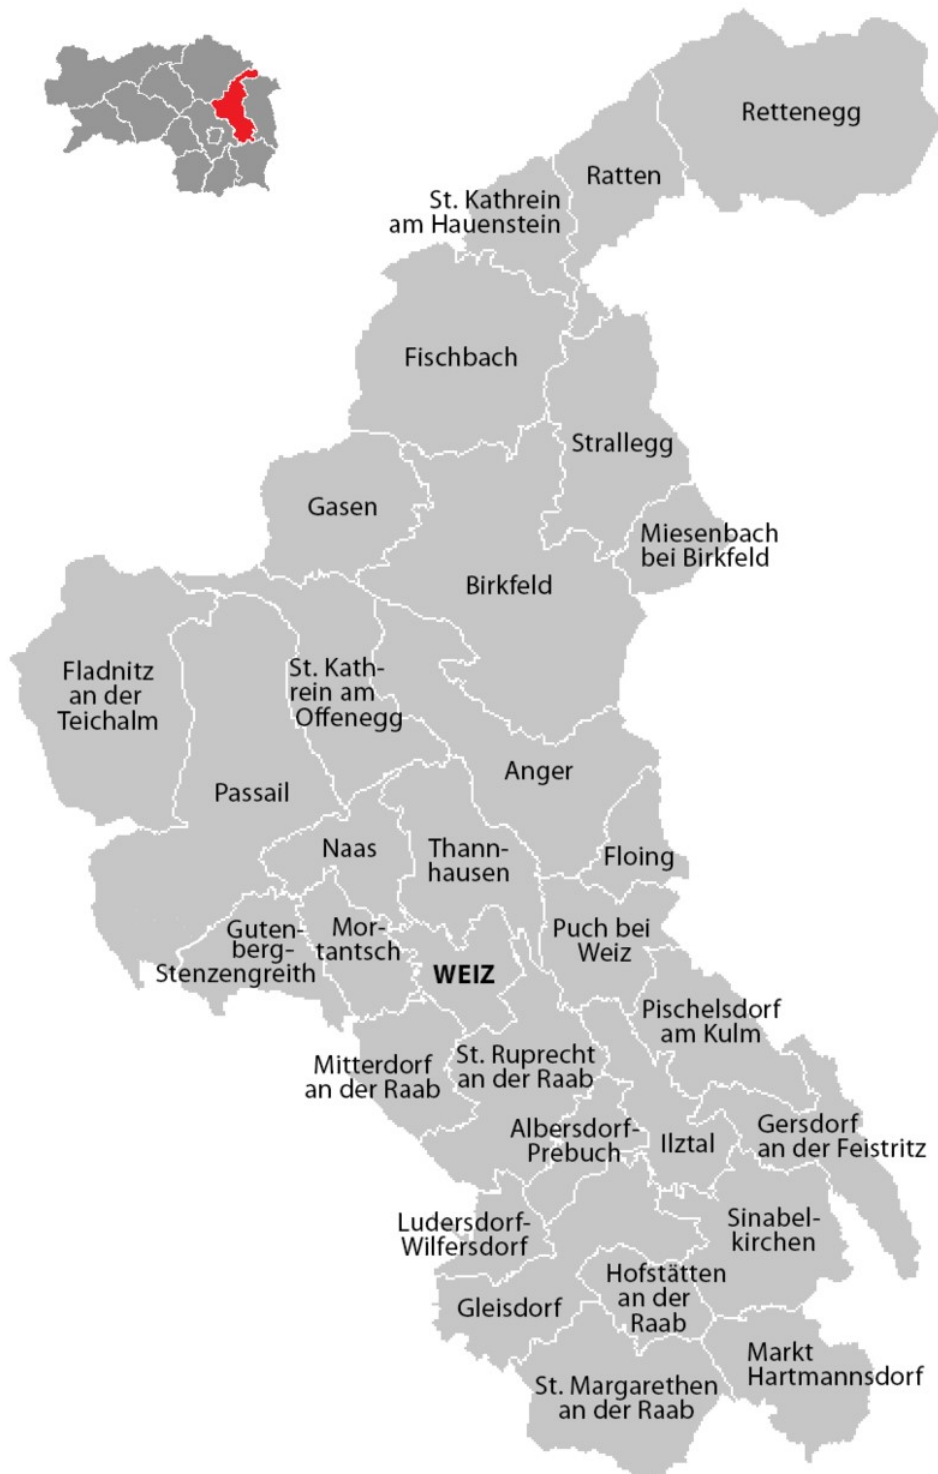 Rettenegg
Ratten
St. Kathrein
am Hauenstein
Fischbach
Strallegg
Gasen
Miesenbach
bei Birkfeld
Birkfeld
Fladnitz
an der
Teichalm
St. Kath-
rein am
Offenegg
Anger
Passail
Naas
Thann-
hausen
Floing
Guten-
berg-
Stenzengreith
Mor-
tantsch
WEIZ
Puch bei
Weiz
Pischelsdorf
am Kulm
Mitterdorf
an der Raab
St. Ruprecht
an der Raab
Albersdorf-
Prebuch
Ilztal
Gersdorf
an der Feistritz
Ludersdorf-
Wilfersdorf
Sinabel-
kirchen
Gleisdorf
Hofstätten
an der
Raab
Markt
Hartmannsdorf
St. Margarethen
an der Raab